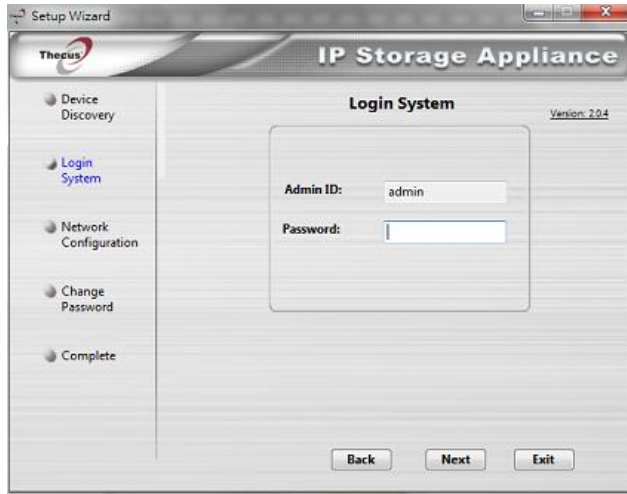 Setup Wizard
Thecus
IP Storage Appliance
Device
Discovery
Login
System
Network
Configuration
Change
Password
Complete
Login System
Version: 2.0.4
Admin ID:
admin
Password:
Back
Next
Exit